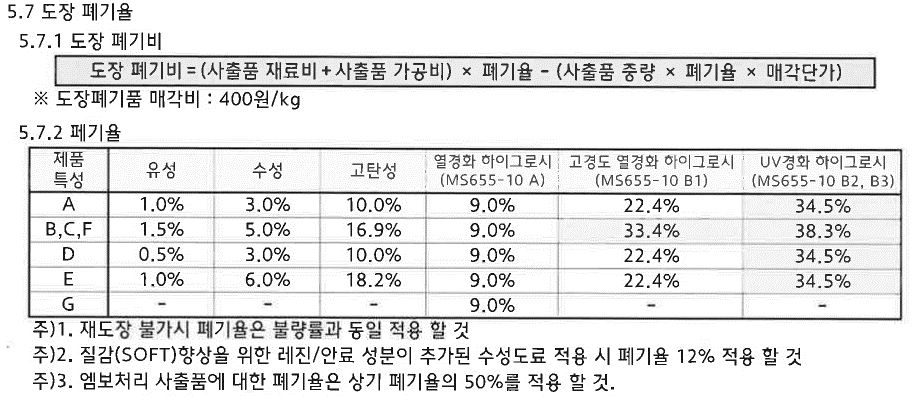 5.7 도장 폐기율
5.7.1 도장 폐기비
도장 폐기비 = (사출품 재료비 + 사출품 가공비) × 폐기율 - (사출품 중량 × 폐기율 × 매각단가)
※ 도장폐기품 매각비 : 400원/kg
5.7.2 페기율
제품 특성 유성 수성 고탄성 열경화 하이그로시 (MS655-10 A) 고경도 열경화 하이그로시 (MS655-10 B1) UV경화 하이그로시 (MS655-10 B2, B3)
A 1.0% 3.0% 10.0% 9.0% 22.4% 34.5%
B,C,F 1.5% 5.0% 16.9% 9.0% 33.4% 38.3%
D 0.5% 3.0% 10.0% 9.0% 22.4% 34.5%
E 1.0% 6.0% 18.2% 9.0% 22.4% 34.5%
G - - - 9.0% - -
주)1. 재도장 불가시 폐기율은 불량률과 동일 적용 할 것
주)2. 질감(SOFT)향상을 위한 레진/안료 성분이 추가된 수성도료 적용 시 폐기율 12% 적용 할 것
주)3. 엠보처리 사출품에 대한 폐기율은 상기 폐기율의 50%를 적용 할 것.